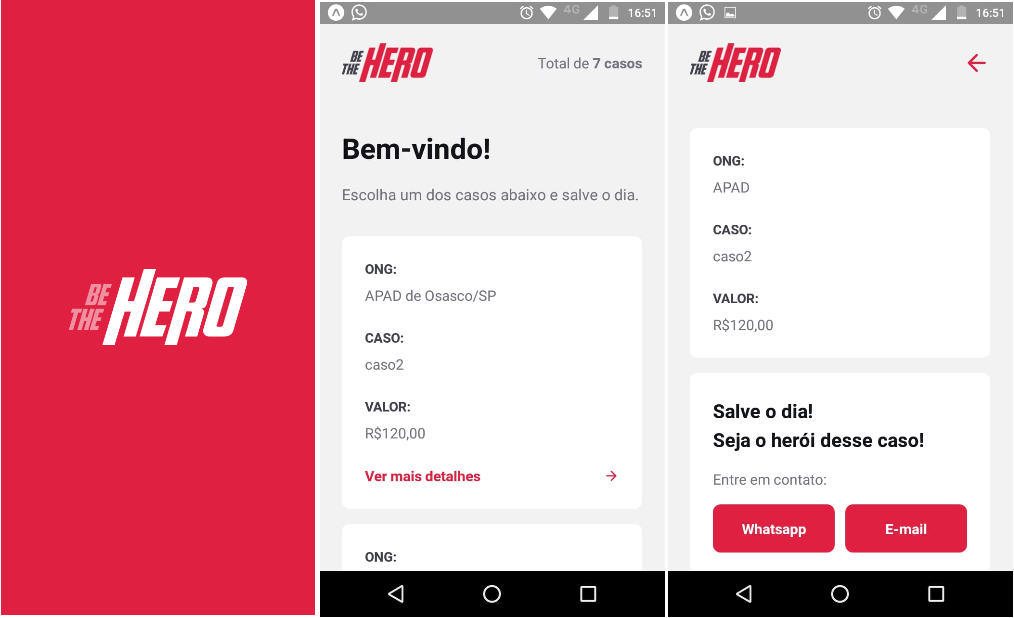 BE
THE HERO
4G 16:51
BE
THE HERO
Total de 7 casos
Bem-vindo!
Escolha um dos casos abaixo e salve o dia.
ONG:
APAD de Osasco/SP
CASO:
caso2
VALOR:
R$120,00
Ver mais detalhes
ONG:
4G 16:51
BE
THE HERO
ONG:
APAD
CASO:
caso2
VALOR:
R$120,00
Salve o dia!
Seja o herói desse caso!
Entre em contato:
Whatsapp E-mail